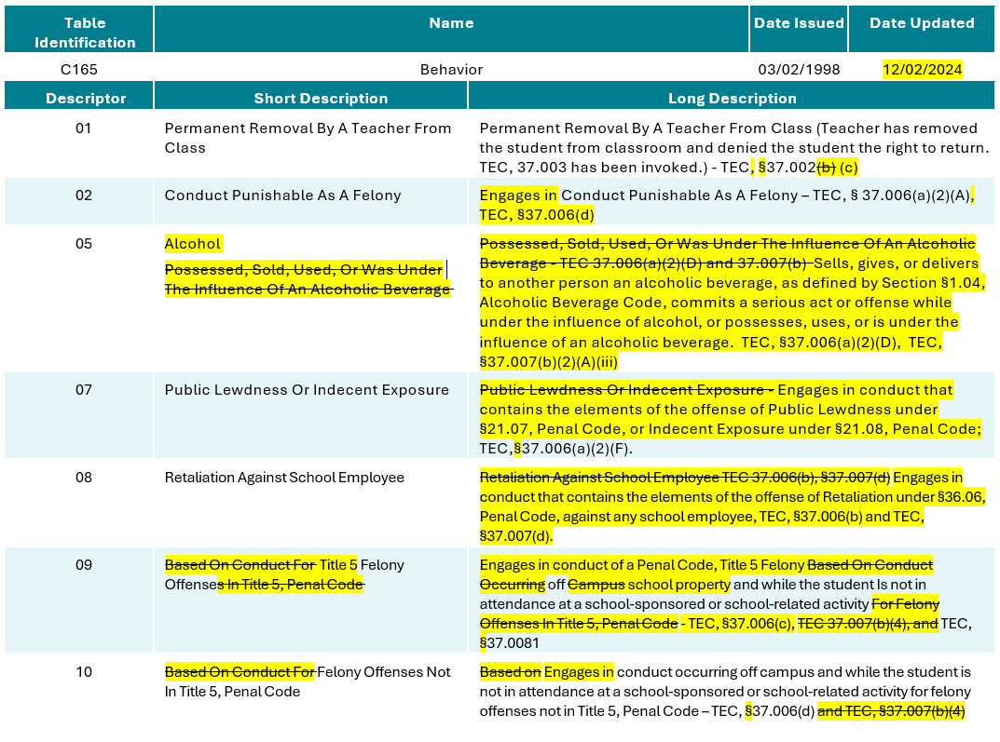 Table Name Date Issued Date Updated
Identification
C165 Behavior 03/02/1998 12/02/2024
Descriptor Short Description Long Description
01 Permanent Removal By A Teacher From Permanent Removal By A Teacher From Class (Teacher has removed
Class the student from classroom and denied the student the right to return.
TEC, 37.003 has been invoked.) - TEC, §37.002(b) (c)
02 Conduct Punishable As A Felony Engages in Conduct Punishable As A Felony – TEC, § 37.006(a)(2)(A),
TEC, §37.006(d)
05 Alcohol Possessed, Sold, Used, Or Was Under The Influence Of An Alcoholic
Possessed, Sold, Used, Or Was Under Beverage - TEC 37.006(a)(2)(D) and 37.007(b) Sells, gives, or delivers
The Influence Of An Alcoholic Beverage to another person an alcoholic beverage, as defined by Section §1.04,
Alcoholic Beverage Code, commits a serious act or offense while
under the influence of alcohol, or possesses, uses, or is under the
influence of an alcoholic beverage. TEC, §37.006(a)(2)(D), TEC,
§37.007(b)(2)(A)(iii)
07 Public Lewdness Or Indecent Exposure Public Lewdness Or Indecent Exposure - Engages in conduct that
contains the elements of the offense of Public Lewdness under
§21.07, Penal Code, or Indecent Exposure under §21.08, Penal Code;
TEC,§37.006(a)(2)(F).
08 Retaliation Against School Employee Retaliation Against School Employee TEC 37.006(b), §37.007(d) Engages in
conduct that contains the elements of the offense of Retaliation under §36.06,
Penal Code, against any school employee, TEC, §37.006(b) and TEC,
§37.007(d).
09 Based On Conduct For Title 5 Felony Engages in conduct of a Penal Code, Title 5 Felony Based On Conduct
Offenses In Title 5, Penal Code Occurring off Campus school property and while the student Is not in
attendance at a school-sponsored or school-related activity For Felony
Offenses In Title 5, Penal Code - TEC, §37.006(c), TEC 37.007(b)(4), and TEC,
§37.0081
10 Based On Conduct For Felony Offenses Not Based on Engages in conduct occurring off campus and while the student is
In Title 5, Penal Code not in attendance at a school-sponsored or school-related activity for felony
offenses not in Title 5, Penal Code – TEC, §37.006(d) and TEC, §37.007(b)(4)